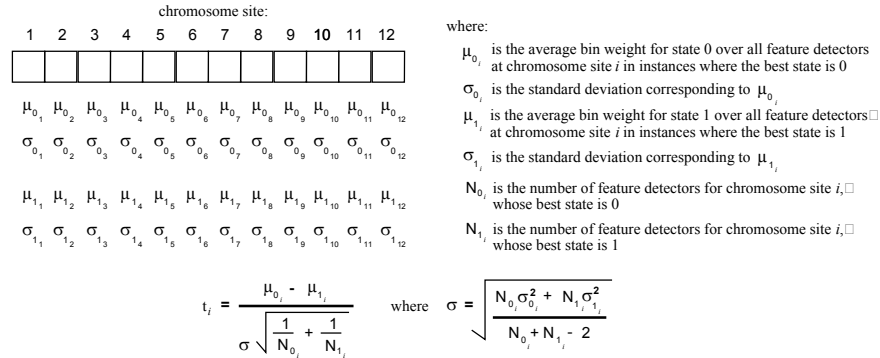 chromosome site:
1 2 3 4 5 6 7 8 9 10 11 12
μ₀₁ μ₀₂ μ₀₃ μ₀₄ μ₀₅ μ₀₆ μ₀₇ μ₀₈ μ₀₉ μ₀₁₀ μ₀₁₁ μ₀₁₂
σ₀₁ σ₀₂ σ₀₃ σ₀₄ σ₀₅ σ₀₆ σ₀₇ σ₀₈ σ₀₉ σ₀₁₀ σ₀₁₁ σ₀₁₂
μ₁₁ μ₁₂ μ₁₃ μ₁₄ μ₁₅ μ₁₆ μ₁₇ μ₁₈ μ₁₉ μ₁₁₀ μ₁₁₁ μ₁₁₂
σ₁₁ σ₁₂ σ₁₃ σ₁₄ σ₁₅ σ₁₆ σ₁₇ σ₁₈ σ₁₉ σ₁₁₀ σ₁₁₁ σ₁₁₂
where:
μ₀ᵢ is the average bin weight for state 0 over all feature detectors
at chromosome site i in instances where the best state is 0
σ₀ᵢ is the standard deviation corresponding to μ₀ᵢ
μ₁ᵢ is the average bin weight for state 1 over all feature detectors□
at chromosome site i in instances where the best state is 1
σ₁ᵢ is the standard deviation corresponding to μ₁ᵢ
N₀ᵢ is the number of feature detectors for chromosome site i,□
whose best state is 0
N₁ᵢ is the number of feature detectors for chromosome site i,□
whose best state is 1
tᵢ = (μ₀ᵢ - μ₁ᵢ) / (σ √(1/N₀ᵢ + 1/N₁ᵢ)) where σ = √((N₀ᵢσ²₀ᵢ + N₁ᵢσ²₁ᵢ) / (N₀ᵢ + N₁ᵢ - 2))